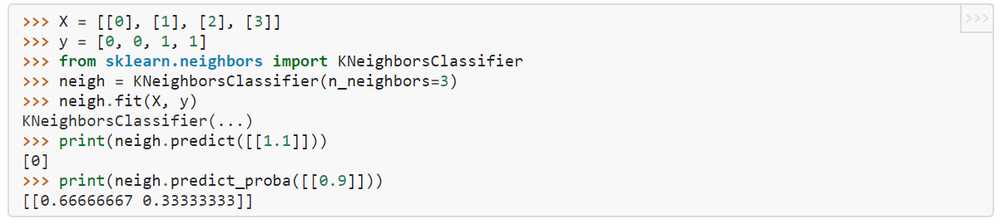 >>> X = [[0], [1], [2], [3]]
>>> y = [0, 0, 1, 1]
>>> from sklearn.neighbors import KNeighborsClassifier
>>> neigh = KNeighborsClassifier(n_neighbors=3)
>>> neigh.fit(X, y)
KNeighborsClassifier(...)
>>> print(neigh.predict([[1.1]]))
[0]
>>> print(neigh.predict_proba([[0.9]]))
[[0.66666667 0.33333333]]
>>>